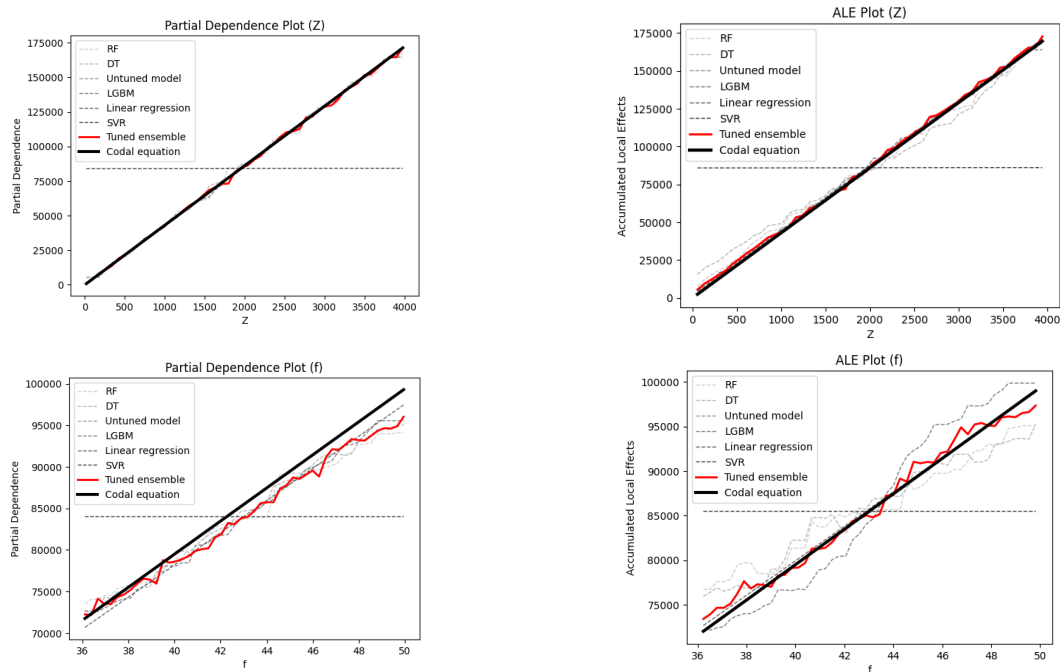 Partial Dependence Plot (Z)
175000
150000
125000
100000
75000
50000
25000
0
Partial Dependence
RF
DT
Untuned model
LGBM
Linear regression
SVR
Tuned ensemble
Codal equation
0 500 1000 1500 2000 2500 3000 3500 4000
Z
ALE Plot (Z)
175000
150000
125000
100000
75000
50000
25000
0
Accumulated Local Effects
RF
DT
Untuned model
LGBM
Linear regression
SVR
Tuned ensemble
Codal equation
0 500 1000 1500 2000 2500 3000 3500 4000
Z
Partial Dependence Plot (f)
100000
95000
90000
85000
80000
75000
70000
Partial Dependence
RF
DT
Untuned model
LGBM
Linear regression
SVR
Tuned ensemble
Codal equation
36 38 40 42 44 46 48 50
f
ALE Plot (f)
100000
95000
90000
85000
80000
75000
Accumulated Local Effects
RF
DT
Untuned model
LGBM
Linear regression
SVR
Tuned ensemble
Codal equation
36 38 40 42 44 46 48 50
f